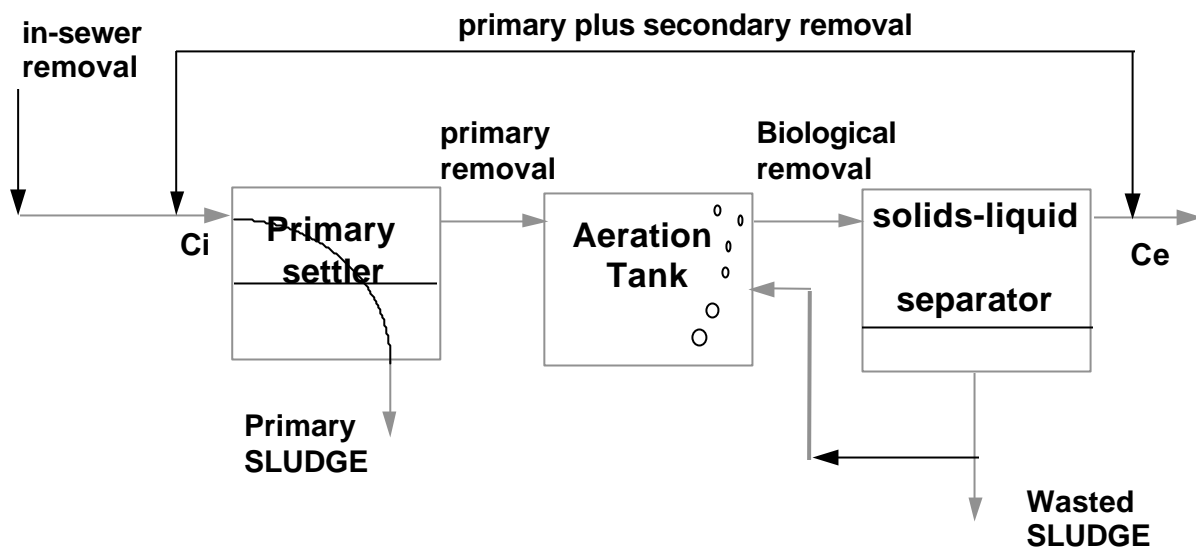 in-sewer
removal
primary plus secondary removal
primary
removal
Biological
removal
Ci
Primary
settler
Aeration
Tank
solids-liquid
separator
Ce
Primary
SLUDGE
Wasted
SLUDGE